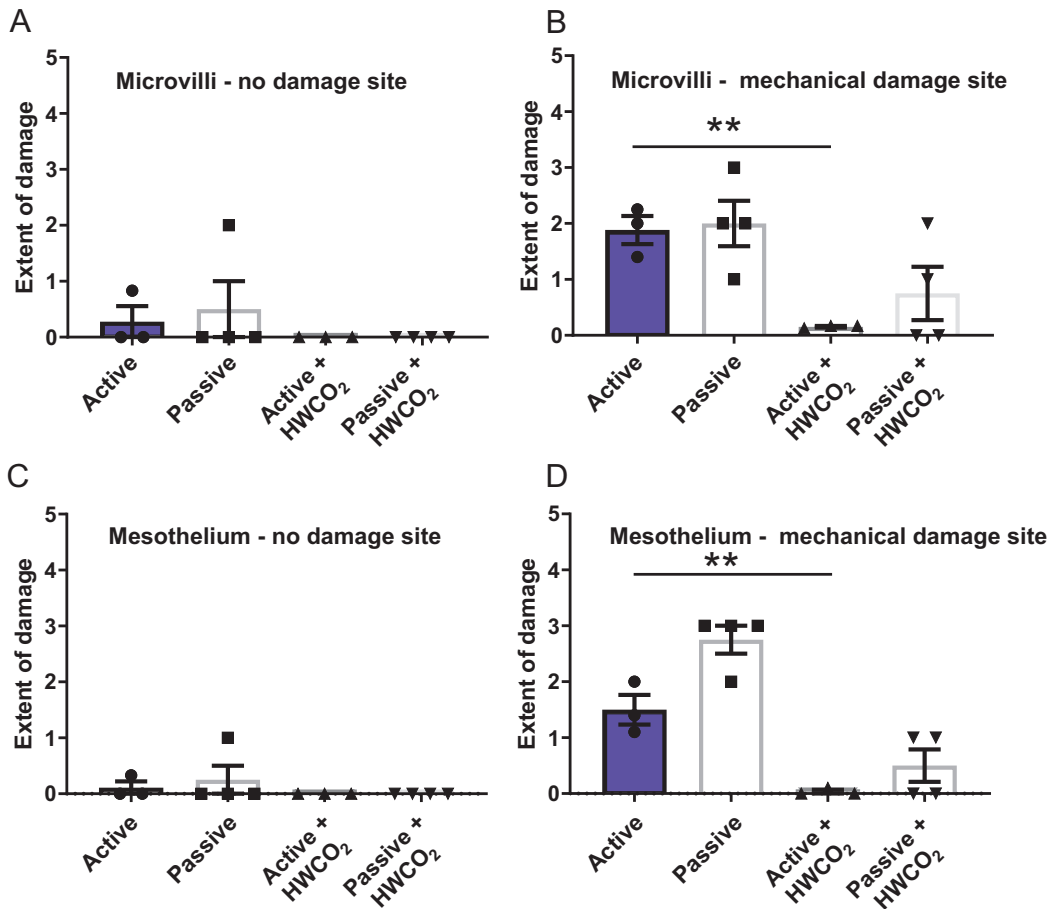 A
Microvilli - no damage site
Extent of damage
5
4
3
2
1
0
Active
Passive
Active +
HWCO₂
Passive +
HWCO₂
B
Microvilli - mechanical damage site
**
Extent of damage
5
4
3
2
1
0
Active
Passive
Active +
HWCO₂
Passive +
HWCO₂
C
Mesothelium - no damage site
Extent of damage
5
4
3
2
1
0
Active
Passive
Active +
HWCO₂
Passive +
HWCO₂
D
Mesothelium - mechanical damage site
**
Extent of damage
5
4
3
2
1
0
Active
Passive
Active +
HWCO₂
Passive +
HWCO₂